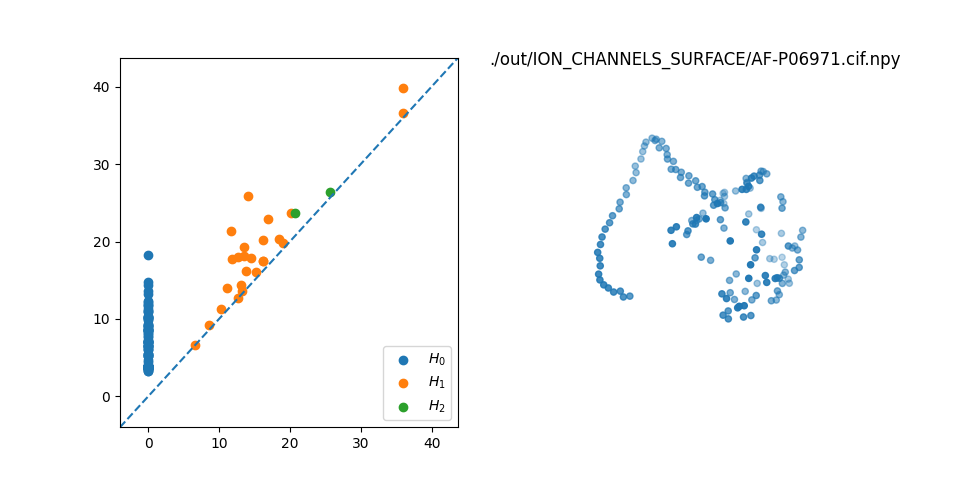 ./out/ION_CHANNELS_SURFACE/AF-P06971.cif.npy
40
30
20
10
0
H₀
H₁
H₂
0 10 20 30 40